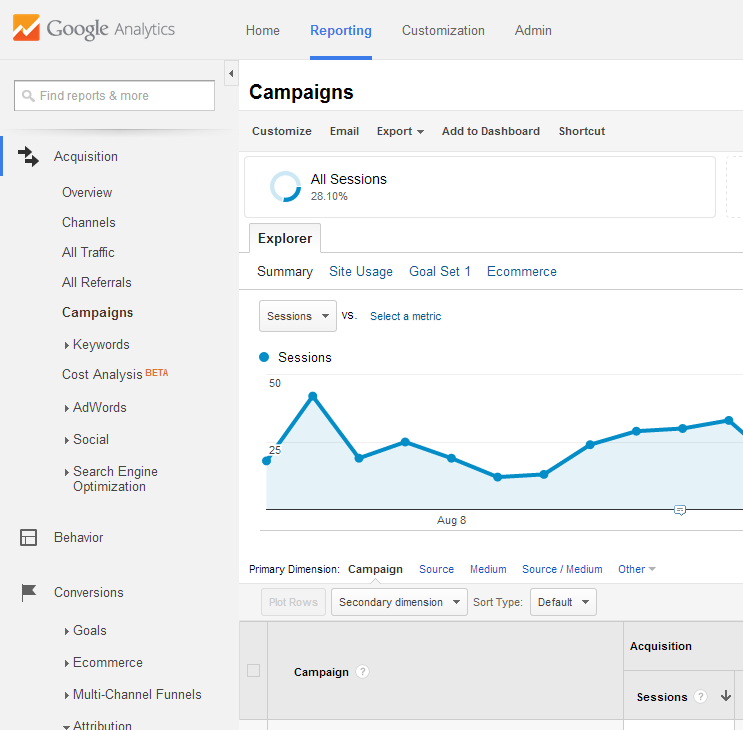 Google Analytics
Home Reporting Customization Admin
Find reports & more
Acquisition
Overview
Channels
All Traffic
All Referrals
Campaigns
Keywords
Cost Analysis BETA
AdWords
Social
Search Engine
Optimization
Behavior
Conversions
Goals
Ecommerce
Multi-Channel Funnels
Attribution
Campaigns
Customize Email Export Add to Dashboard Shortcut
All Sessions
28.10%
Explorer
Summary Site Usage Goal Set 1 Ecommerce
Sessions vs. Select a metric
Sessions
50
25
Aug 8
Primary Dimension: Campaign Source Medium Source / Medium Other
Plot Rows Secondary dimension Sort Type: Default
Campaign ?
Acquisition
Sessions ?